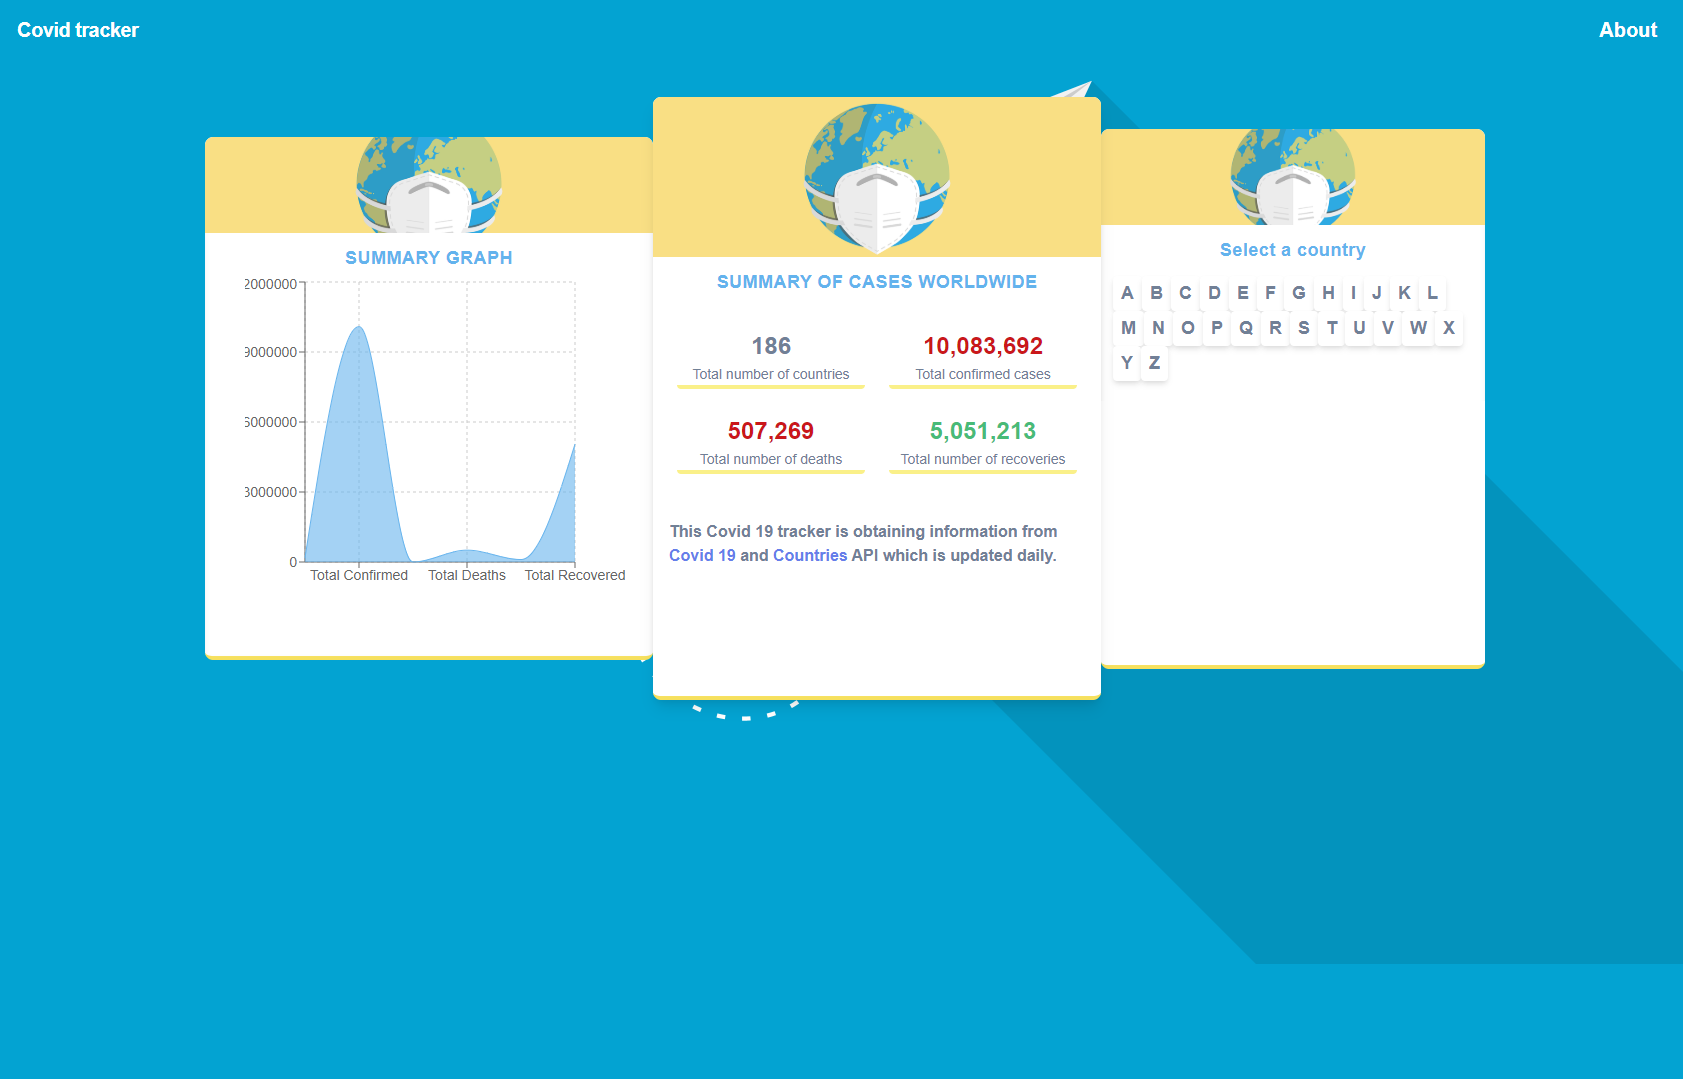 Covid tracker
About
SUMMARY GRAPH
2000000
9000000
6000000
3000000
0
Total Confirmed
Total Deaths
Total Recovered
SUMMARY OF CASES WORLDWIDE
186
Total number of countries
10,083,692
Total confirmed cases
507,269
Total number of deaths
5,051,213
Total number of recoveries
This Covid 19 tracker is obtaining information from
Covid 19 and Countries API which is updated daily.
Select a country
A B C D E F G H I J K L
M N O P Q R S T U V W X
Y Z